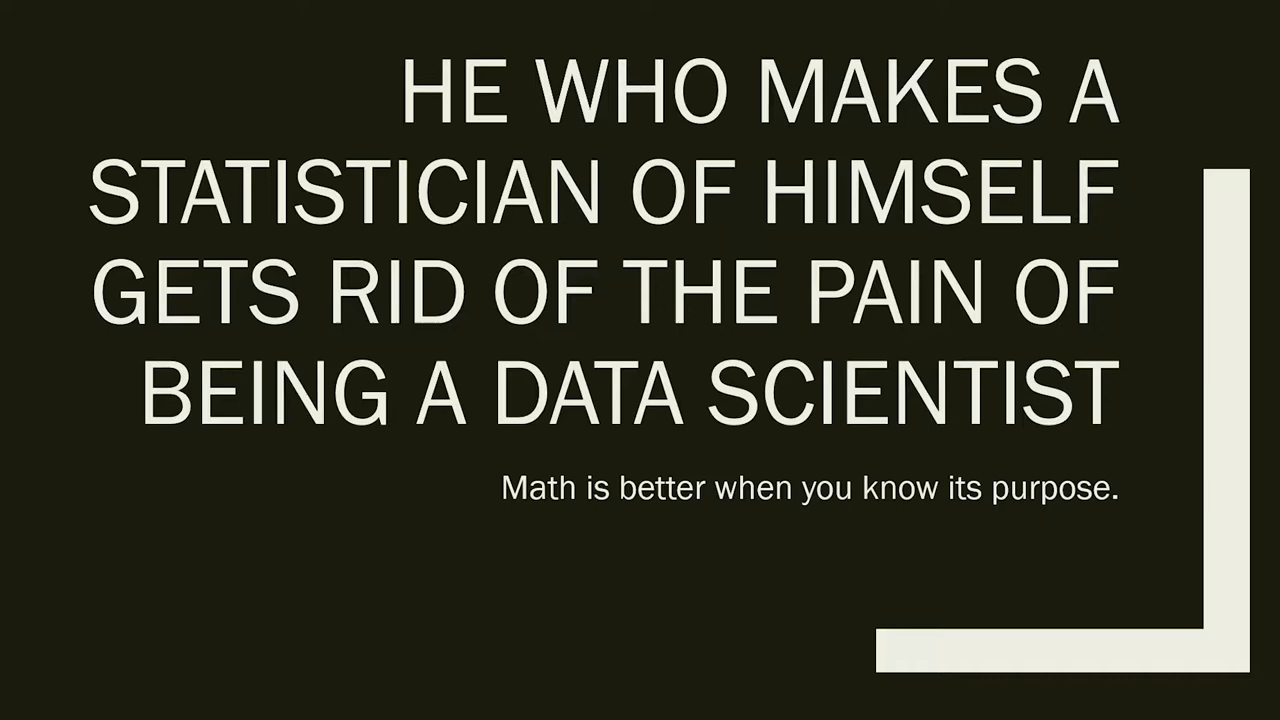 HE WHO MAKES A
STATISTICIAN OF HIMSELF
GETS RID OF THE PAIN OF
BEING A DATA SCIENTIST
Math is better when you know its purpose.